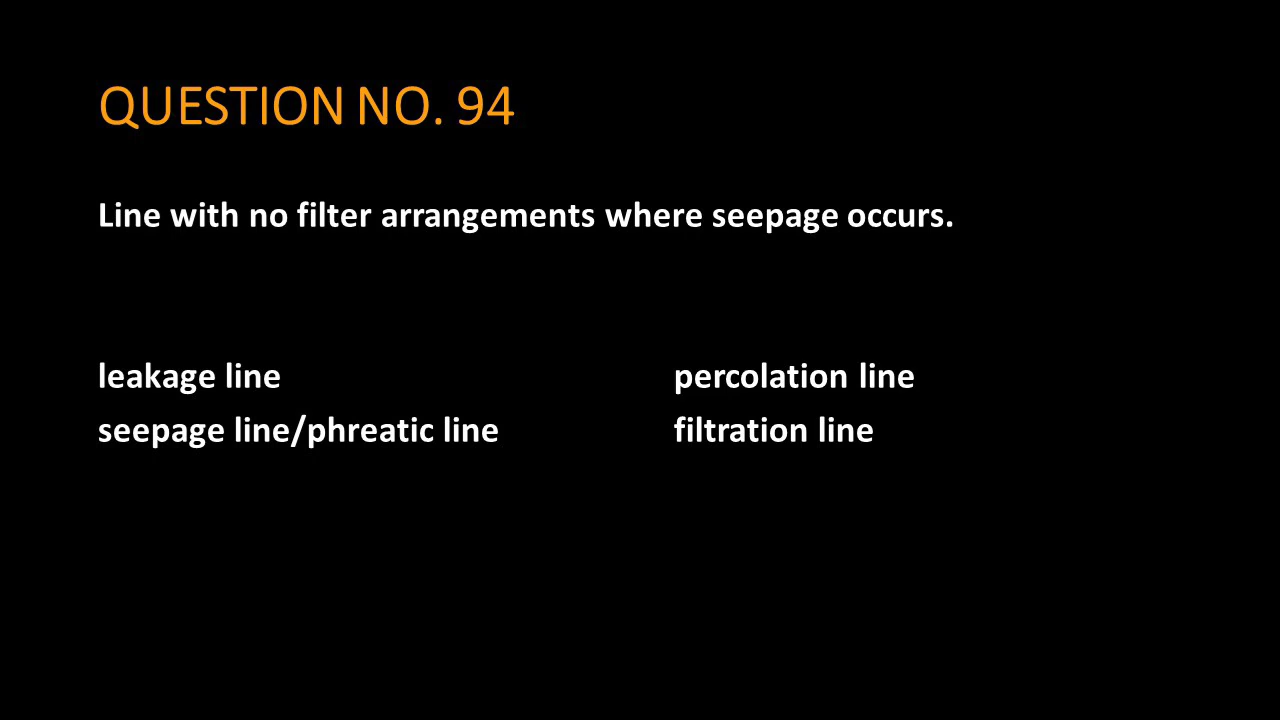 QUESTION NO. 94
Line with no filter arrangements where seepage occurs.
leakage line
percolation line
seepage line/phreatic line
filtration line